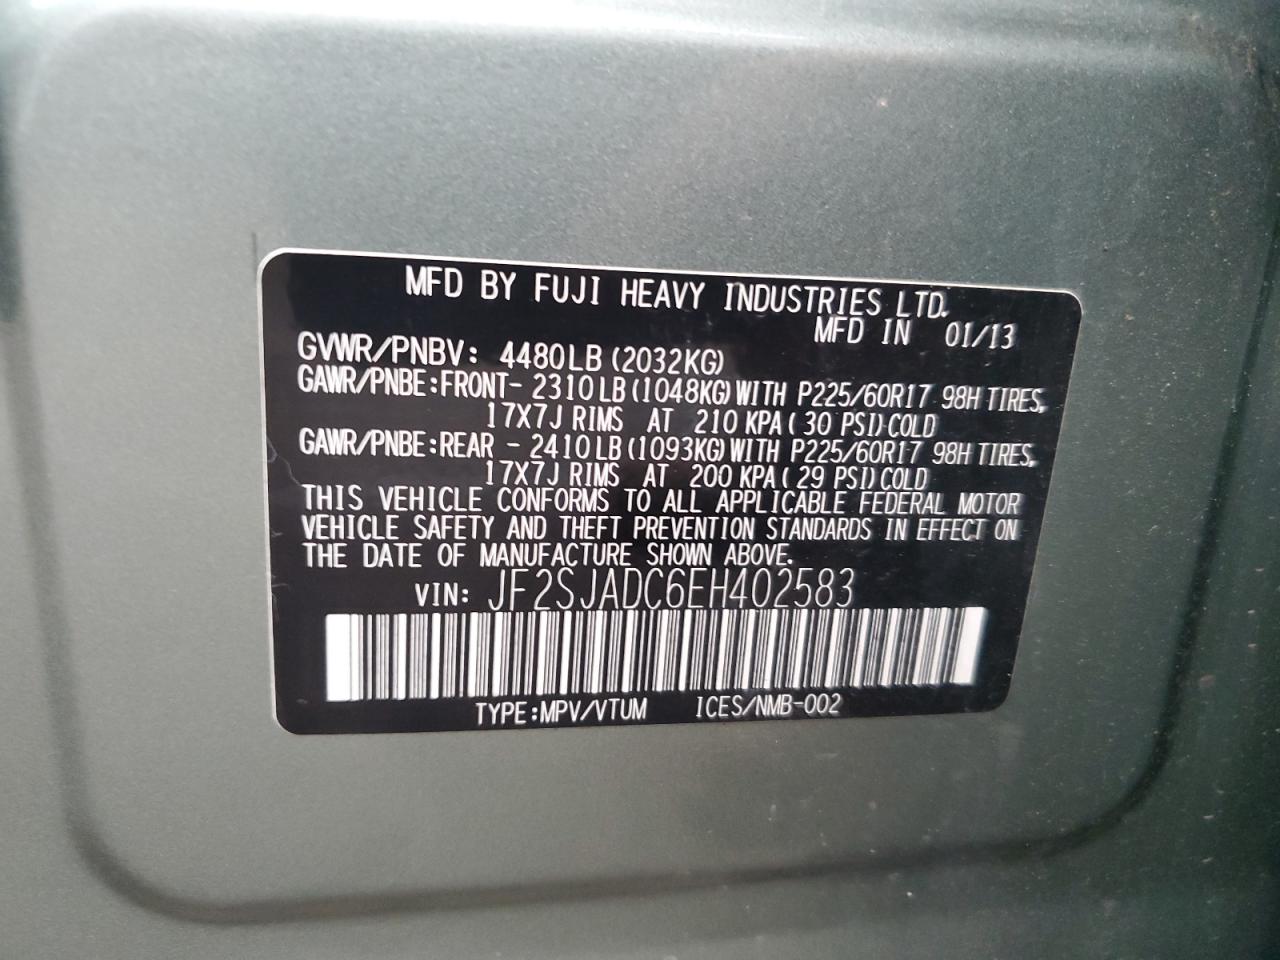 MFD BY FUJI HEAVY INDUSTRIES LTD.
MFD IN 01/13
GVWR/PNBV: 4480LB (2032KG)
GAWR/PNBE:FRONT- 2310LB (1048KG) WITH P225/60R17 98H TIRES,
17X7J RIMS AT 210 KPA ( 30 PSI) COLD
GAWR/PNBE:REAR - 2410LB (1093KG) WITH P225/60R17 98H TIRES,
17X7J RIMS AT 200 KPA (29 PSI) COLD
THIS VEHICLE CONFORMS TO ALL APPLICABLE FEDERAL MOTOR
VEHICLE SAFETY AND THEFT PREVENTION STANDARDS IN EFFECT ON
THE DATE OF MANUFACTURE SHOWN ABOVE.
VIN: JF2SJADC6EH402583
TYPE:MPV/VTUM ICES/NMB-002